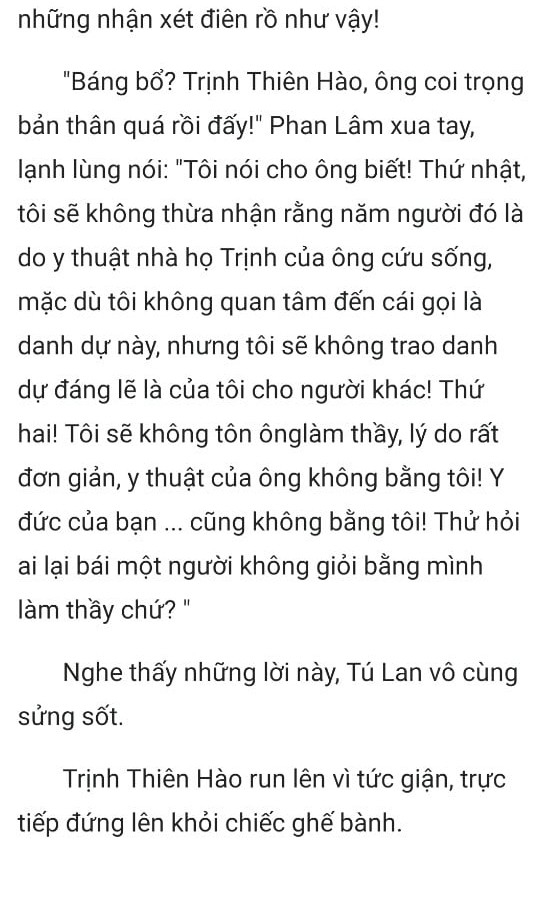 những nhận xét điên rồ như vậy!
"Báng bổ? Trịnh Thiên Hào, ông coi trọng
bản thân quá rồi đấy!" Phan Lâm xua tay,
lạnh lùng nói: "Tôi nói cho ông biết! Thứ nhất,
tôi sẽ không thừa nhận rằng năm người đó là
do y thuật nhà họ Trịnh của ông cứu sống,
mặc dù tôi không quan tâm đến cái gọi là
danh dự này, nhưng tôi sẽ không trao danh
dự đáng lẽ là của tôi cho người khác! Thứ
hai! Tôi sẽ không tôn ônglàm thầy, lý do rất
đơn giản, y thuật của ông không bằng tôi! Y
đức của bạn ... cũng không bằng tôi! Thử hỏi
ai lại bái một người không giỏi bằng mình
làm thầy chứ? "
Nghe thấy những lời này, Tú Lan vô cùng
sửng sốt.
Trịnh Thiên Hào run lên vì tức giận, trực
tiếp đứng lên khỏi chiếc ghế bành.